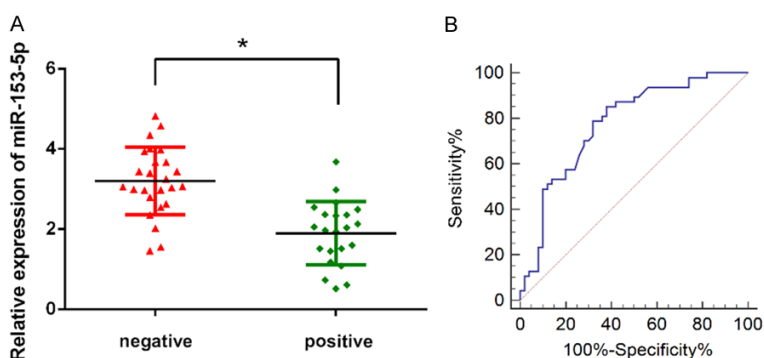 A
Relative expression of miR-153-5p
6
4
2
0
*
negative
positive
B
Sensitivity%
100
80
60
40
20
0
0
20
40
60
80
100
100%-Specificity%